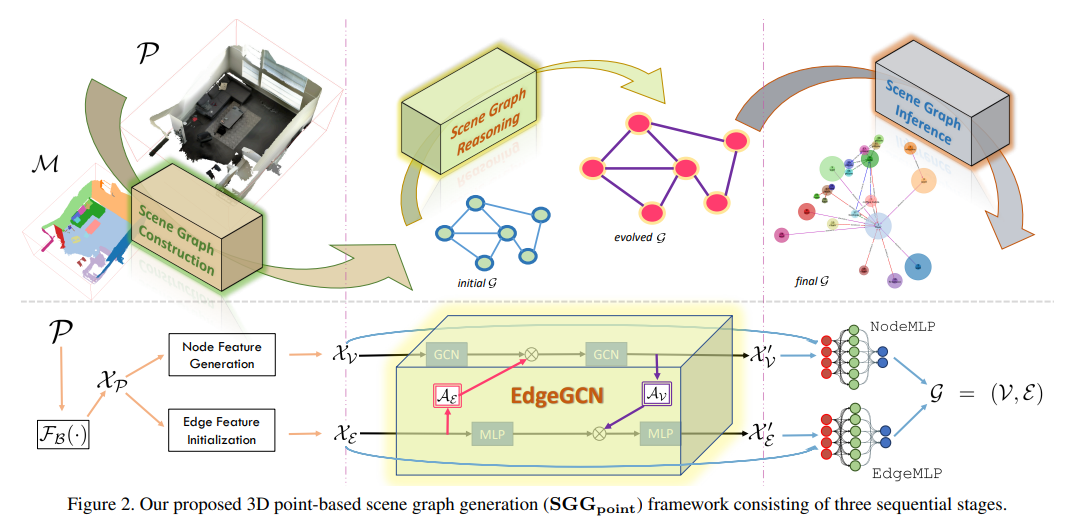 𝒫
ℳ
Scene Graph
Construction
Scene Graph
Reasoning
initial 𝒢
evolved 𝒢
Scene Graph
Inference
final 𝒢
𝒫
ℱ_ℬ(·)
𝒳_𝒫
Node Feature
Generation
Edge Feature
Initialization
𝒳_𝒱
𝒳_ℰ
GCN
GCN
𝒜_ℰ
EdgeGCN
𝒜_𝒱
MLP
MLP
𝒳′_𝒱
𝒳′_ℰ
NodeMLP
𝒢 = (𝒱, ℰ)
EdgeMLP
Figure 2. Our proposed 3D point-based scene graph generation (SGG_point) framework consisting of three sequential stages.